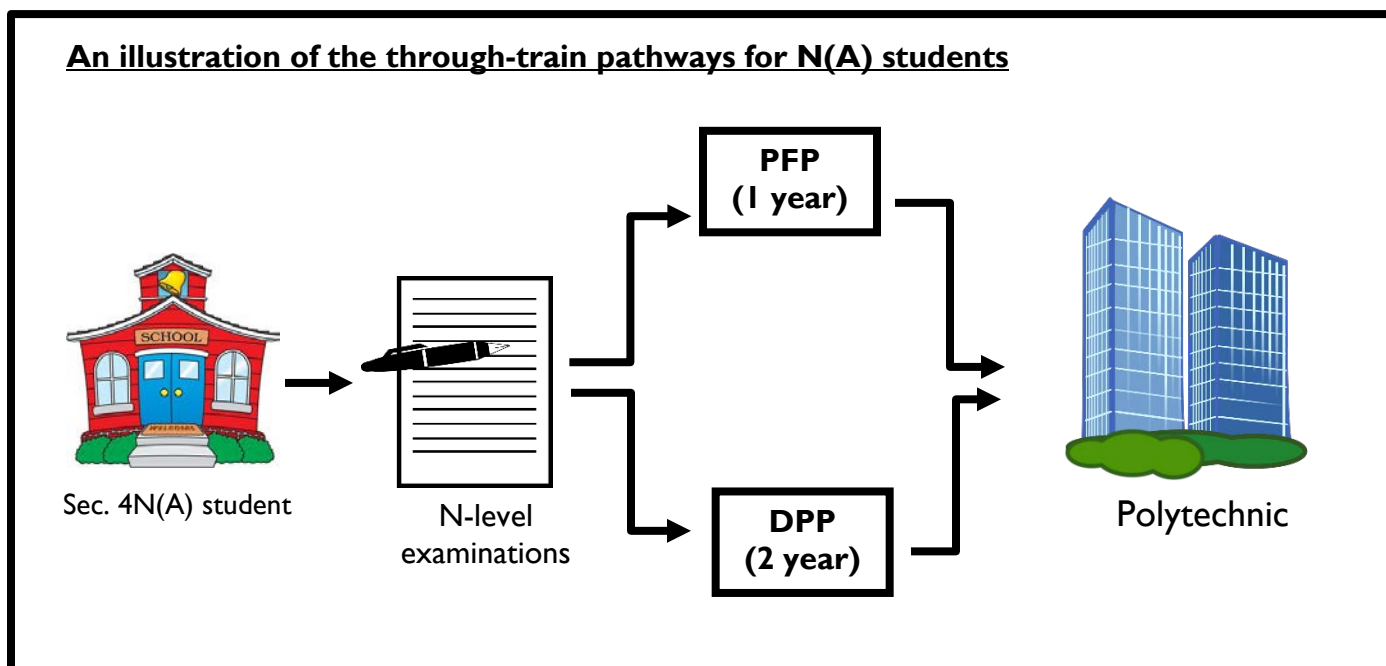 An illustration of the through-train pathways for N(A) students
PFP
(1 year)
SCHOOL
WELCOME
Sec. 4N(A) student
N-level
examinations
DPP
(2 year)
Polytechnic